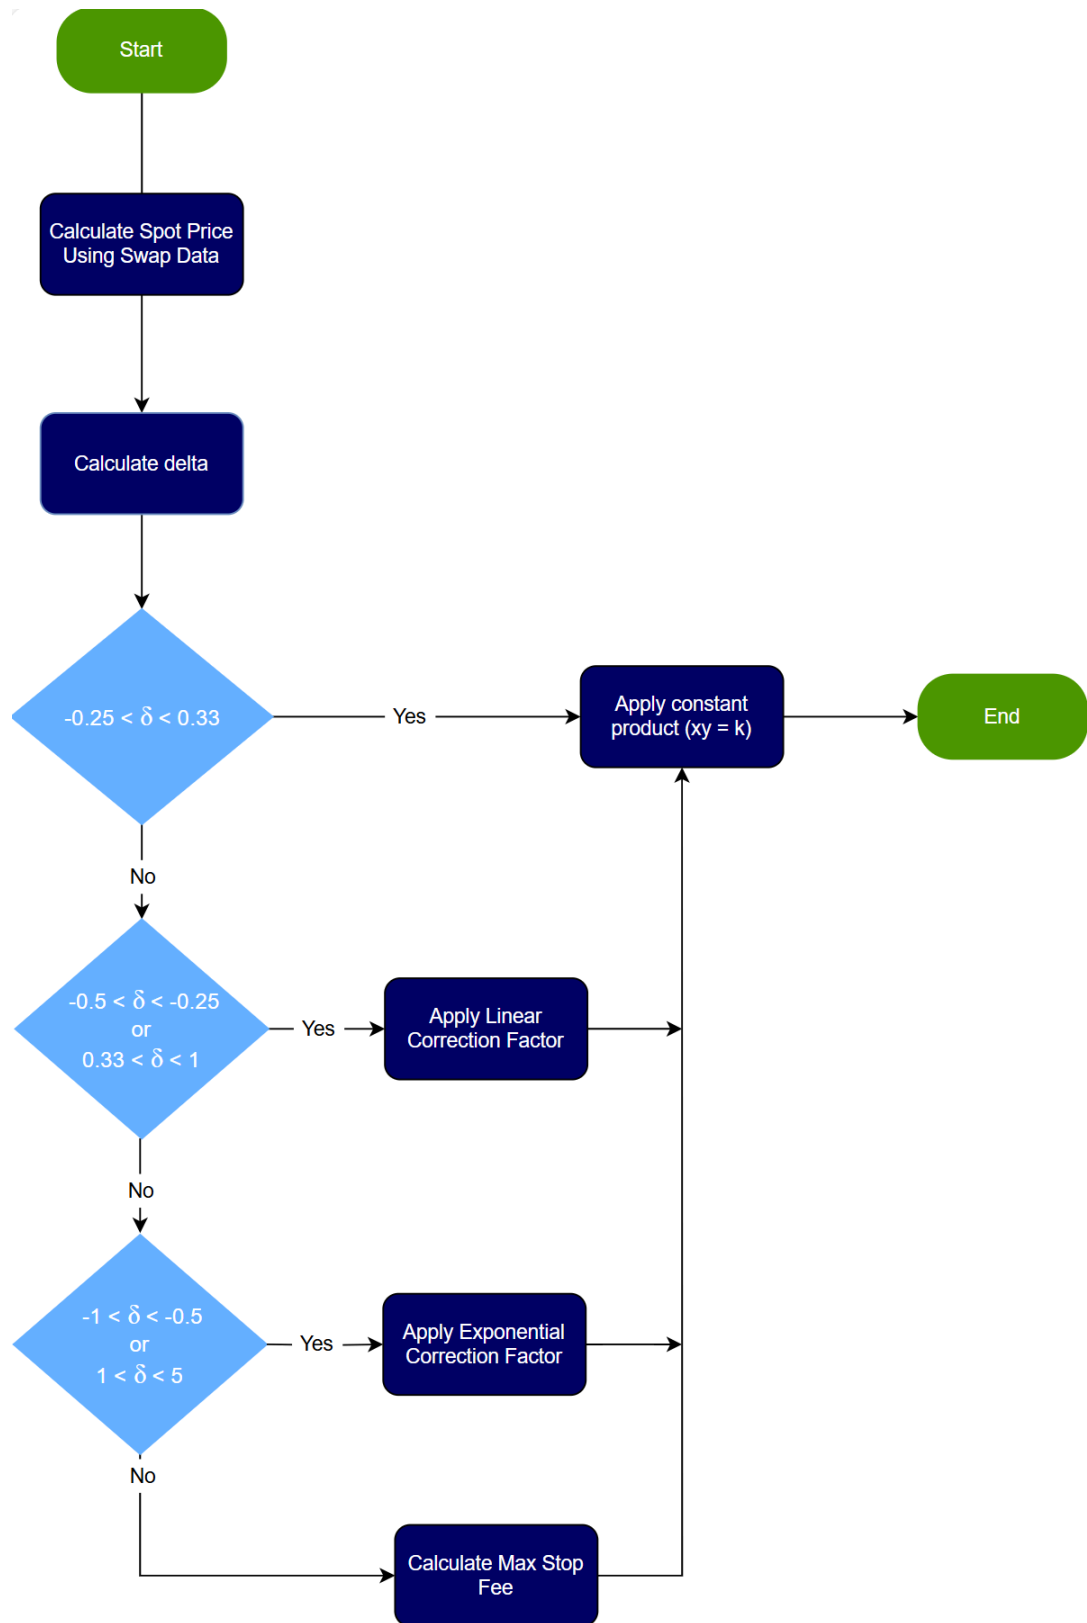 Start
Calculate Spot Price
Using Swap Data
Calculate delta
-0.25 < δ < 0.33
Yes
Apply constant
product (xy = k)
End
No
-0.5 < δ < -0.25
or
0.33 < δ < 1
Yes
Apply Linear
Correction Factor
No
-1 < δ < -0.5
or
1 < δ < 5
Yes
Apply Exponential
Correction Factor
No
Calculate Max Stop
Fee